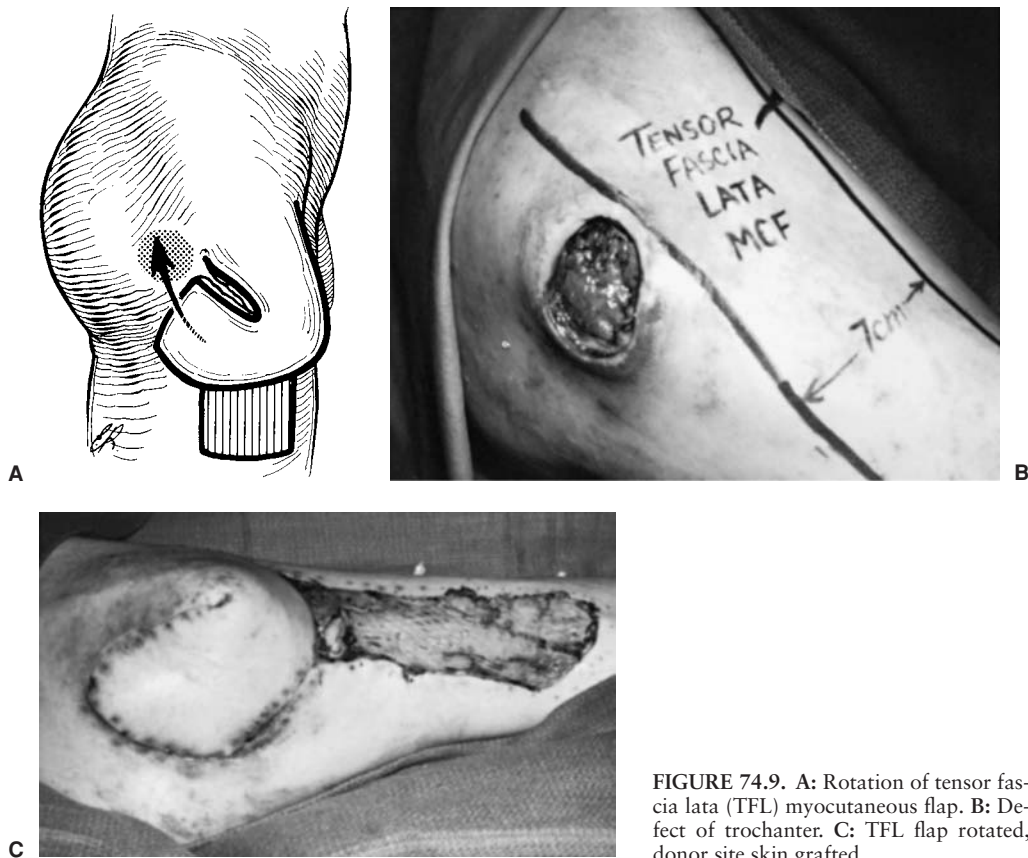 TENSOR
FASCIA
LATA
MCF
7cm
A
B
C
FIGURE 74.9. A: Rotation of tensor fas-
cia lata (TFL) myocutaneous flap. B: De-
fect of trochanter. C: TFL flap rotated,
donor site skin grafted.